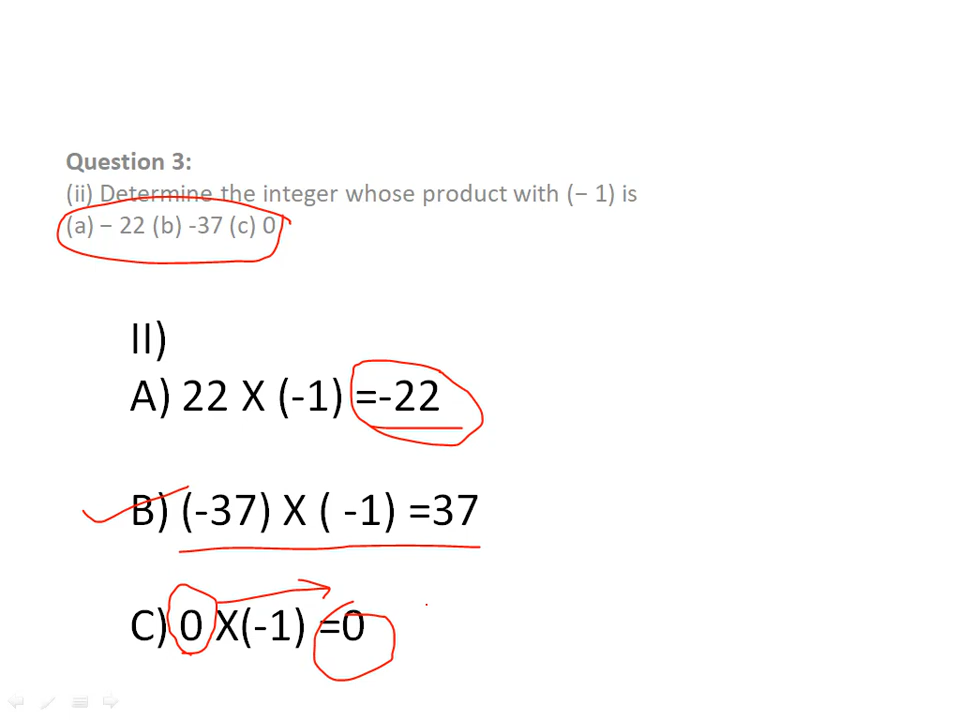 Question 3:
(ii) Determine the integer whose product with (− 1) is
(a) − 22 (b) -37 (c) 0
II)
A) 22 X (-1) =-22
B) (-37) X ( -1) =37
C) 0 X(-1) =0